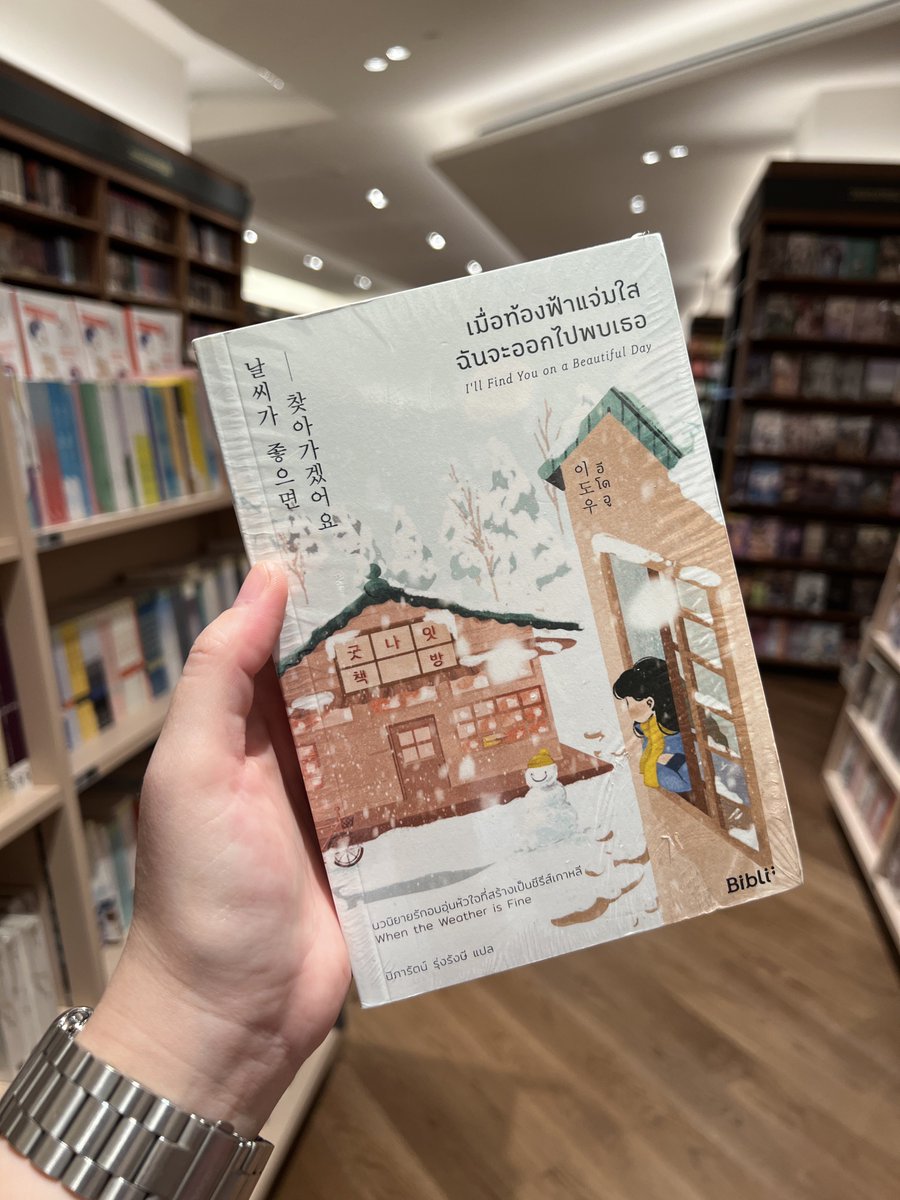 เมื่อท้องฟ้าแจ่มใส
ฉันจะออกไปพบเธอ
I'll Find You on a Beautiful Day
날씨가 좋으면
찾아가겠어요
이도우
อีโดอู
굿나잇
책방
นวนิยายรักอบอุ่นหัวใจที่สร้างเป็นซีรีส์เกาหลี
When the Weather is Fine
นิภารัตน์ รุ่งรังษี แปล
Bibli